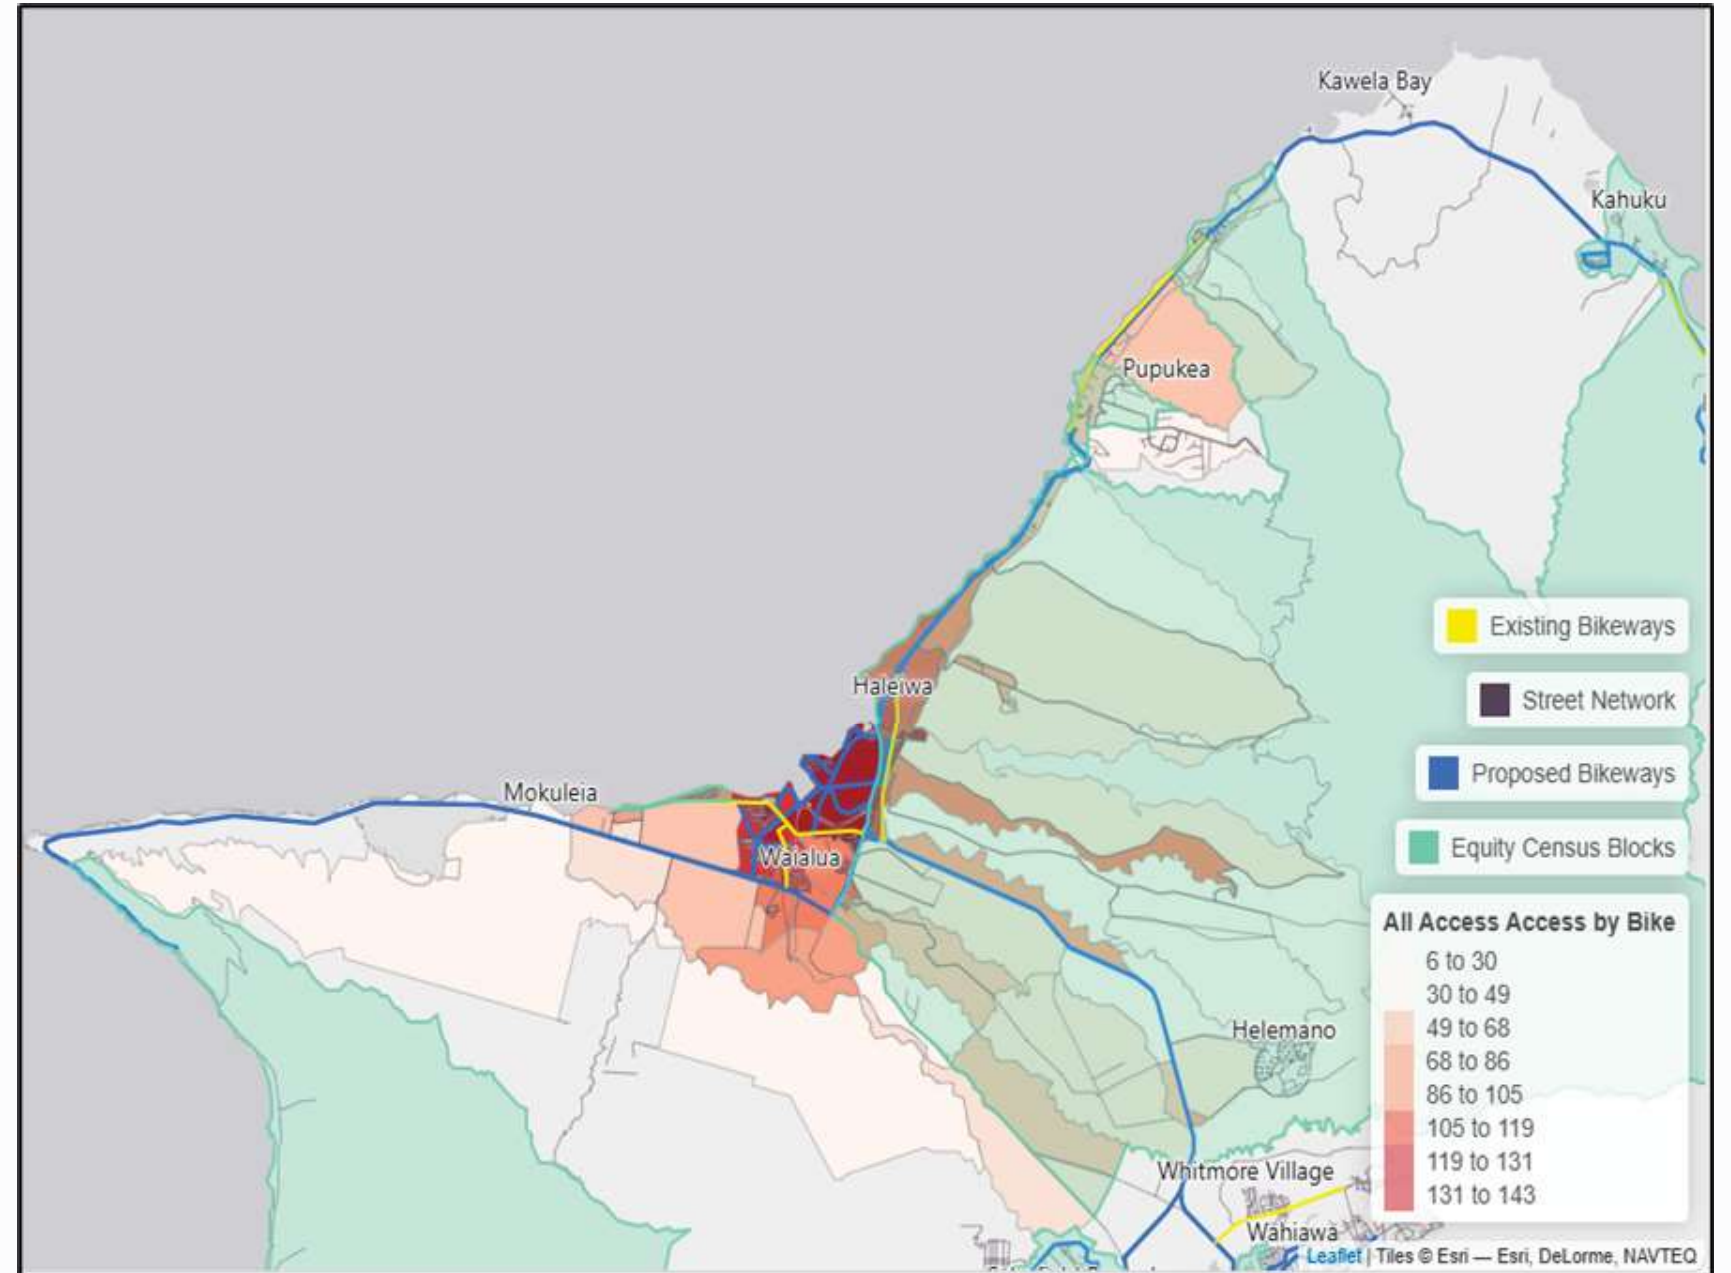 Kawela Bay
Kahuku
Pupukea
Haleiwa
Mokuleia
Waialua
Helemano
Whitmore Village
Wahiawa
Existing Bikeways
Street Network
Proposed Bikeways
Equity Census Blocks
All Access Access by Bike
6 to 30
30 to 49
49 to 68
68 to 86
86 to 105
105 to 119
119 to 131
131 to 143
Leaflet | Tiles © Esri — Esri, DeLorme, NAVTEQ